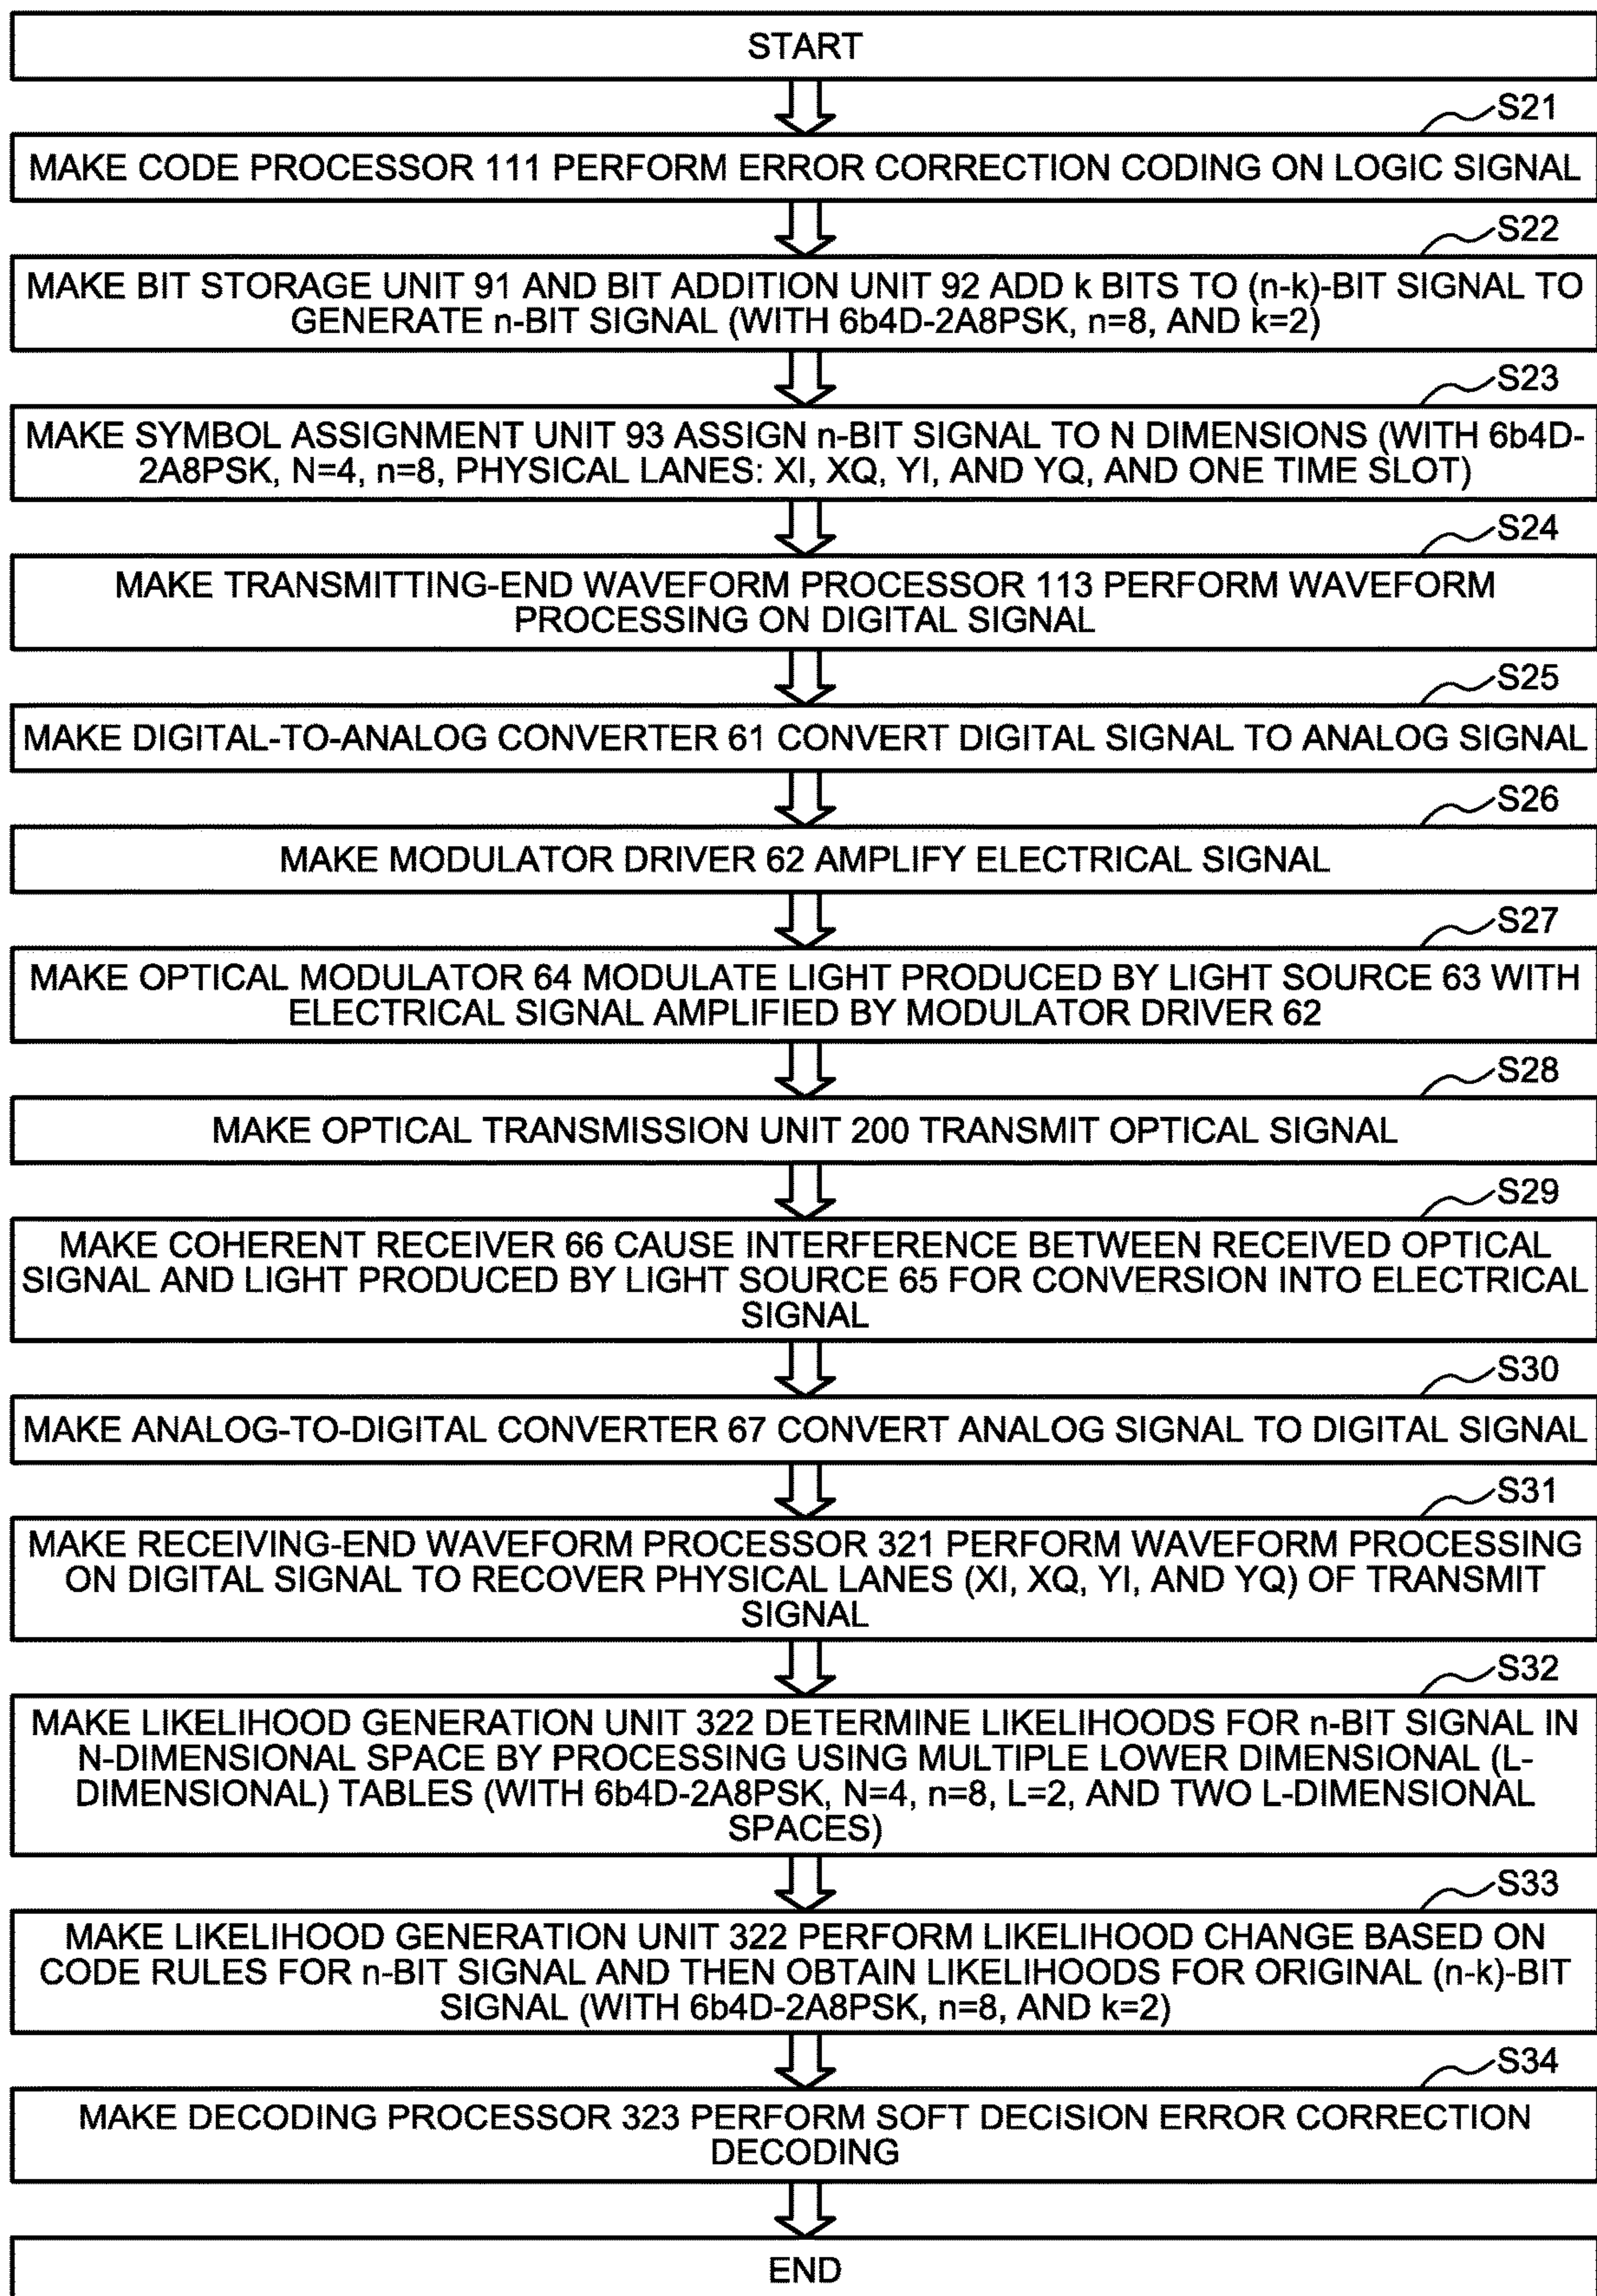 START
S21
MAKE CODE PROCESSOR 111 PERFORM ERROR CORRECTION CODING ON LOGIC SIGNAL
S22
MAKE BIT STORAGE UNIT 91 AND BIT ADDITION UNIT 92 ADD k BITS TO (n-k)-BIT SIGNAL TO
GENERATE n-BIT SIGNAL (WITH 6b4D-2A8PSK, n=8, AND k=2)
S23
MAKE SYMBOL ASSIGNMENT UNIT 93 ASSIGN n-BIT SIGNAL TO N DIMENSIONS (WITH 6b4D-
2A8PSK, N=4, n=8, PHYSICAL LANES: XI, XQ, YI, AND YQ, AND ONE TIME SLOT)
S24
MAKE TRANSMITTING-END WAVEFORM PROCESSOR 113 PERFORM WAVEFORM
PROCESSING ON DIGITAL SIGNAL
S25
MAKE DIGITAL-TO-ANALOG CONVERTER 61 CONVERT DIGITAL SIGNAL TO ANALOG SIGNAL
S26
MAKE MODULATOR DRIVER 62 AMPLIFY ELECTRICAL SIGNAL
S27
MAKE OPTICAL MODULATOR 64 MODULATE LIGHT PRODUCED BY LIGHT SOURCE 63 WITH
ELECTRICAL SIGNAL AMPLIFIED BY MODULATOR DRIVER 62
S28
MAKE OPTICAL TRANSMISSION UNIT 200 TRANSMIT OPTICAL SIGNAL
S29
MAKE COHERENT RECEIVER 66 CAUSE INTERFERENCE BETWEEN RECEIVED OPTICAL
SIGNAL AND LIGHT PRODUCED BY LIGHT SOURCE 65 FOR CONVERSION INTO ELECTRICAL
SIGNAL
S30
MAKE ANALOG-TO-DIGITAL CONVERTER 67 CONVERT ANALOG SIGNAL TO DIGITAL SIGNAL
S31
MAKE RECEIVING-END WAVEFORM PROCESSOR 321 PERFORM WAVEFORM PROCESSING
ON DIGITAL SIGNAL TO RECOVER PHYSICAL LANES (XI, XQ, YI, AND YQ) OF TRANSMIT
SIGNAL
S32
MAKE LIKELIHOOD GENERATION UNIT 322 DETERMINE LIKELIHOODS FOR n-BIT SIGNAL IN
N-DIMENSIONAL SPACE BY PROCESSING USING MULTIPLE LOWER DIMENSIONAL (L-
DIMENSIONAL) TABLES (WITH 6b4D-2A8PSK, N=4, n=8, L=2, AND TWO L-DIMENSIONAL
SPACES)
S33
MAKE LIKELIHOOD GENERATION UNIT 322 PERFORM LIKELIHOOD CHANGE BASED ON
CODE RULES FOR n-BIT SIGNAL AND THEN OBTAIN LIKELIHOODS FOR ORIGINAL (n-k)-BIT
SIGNAL (WITH 6b4D-2A8PSK, n=8, AND k=2)
S34
MAKE DECODING PROCESSOR 323 PERFORM SOFT DECISION ERROR CORRECTION
DECODING
END